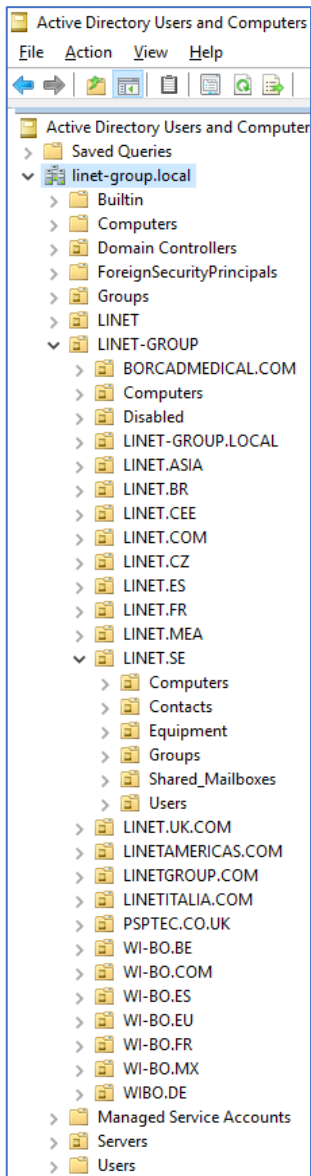 Active Directory Users and Computers
File Action View Help
Active Directory Users and Computer
Saved Queries
linet-group.local
Builtin
Computers
Domain Controllers
ForeignSecurityPrincipals
Groups
LINET
LINET-GROUP
BORCADMEDICAL.COM
Computers
Disabled
LINET-GROUP.LOCAL
LINET.ASIA
LINET.BR
LINET.CEE
LINET.COM
LINET.CZ
LINET.ES
LINET.FR
LINET.MEA
LINET.SE
Computers
Contacts
Equipment
Groups
Shared_Mailboxes
Users
LINET.UK.COM
LINETAMERICAS.COM
LINETGROUP.COM
LINETITALIA.COM
PSPTEC.CO.UK
WI-BO.BE
WI-BO.COM
WI-BO.ES
WI-BO.EU
WI-BO.FR
WI-BO.MX
WIBO.DE
Managed Service Accounts
Servers
Users